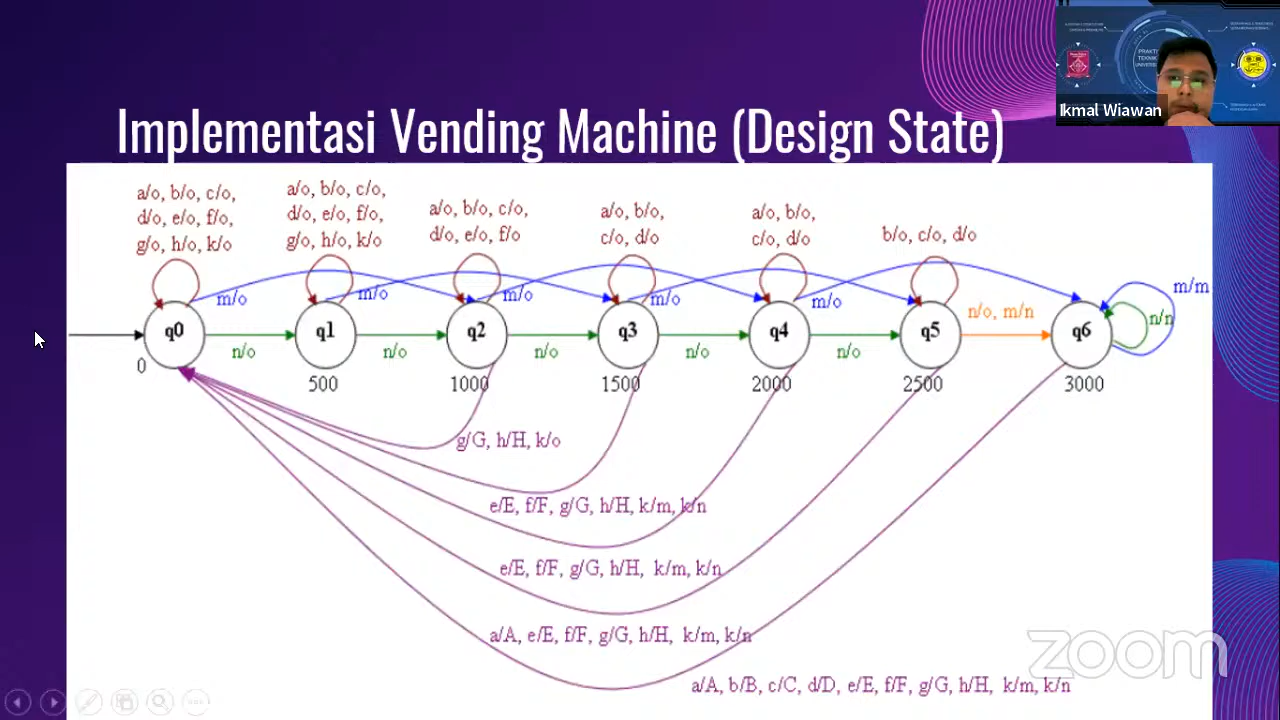 Ikmal Wiawan
Implementasi Vending Machine (Design State)
a/o, b/o, c/o,
d/o, e/o, f/o,
g/o, h/o, k/o
a/o, b/o, c/o,
d/o, e/o, f/o,
g/o, h/o, k/o
a/o, b/o, c/o,
d/o, e/o, f/o
a/o, b/o,
c/o, d/o
a/o, b/o,
c/o, d/o
b/o, c/o, d/o
m/o
m/o
m/o
m/o
m/o
n/o, m/n
m/m
n/n
q0
q1
q2
q3
q4
q5
q6
n/o
n/o
n/o
n/o
n/o
0
500
1000
1500
2000
2500
3000
g/G, h/H, k/o
e/E, f/F, g/G, h/H, k/m, k/n
e/E, f/F, g/G, h/H, k/m, k/n
a/A, e/E, f/F, g/G, h/H, k/m, k/n
a/A, b/B, c/C, d/D, e/E, f/F, g/G, h/H, k/m, k/n
zoom